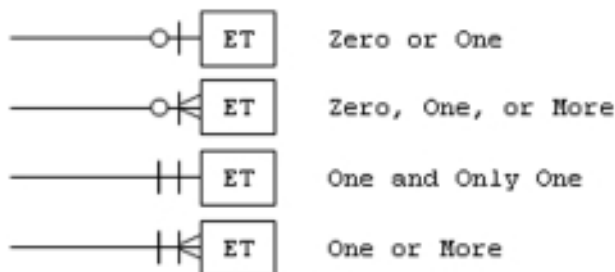 ET Zero or One
ET Zero, One, or More
ET One and Only One
ET One or More